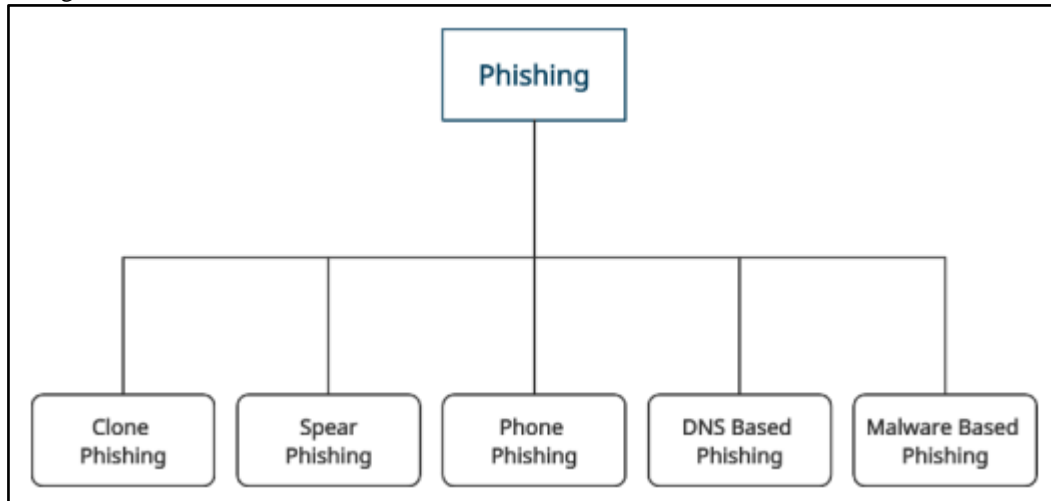 Phishing
Clone
Phishing
Spear
Phishing
Phone
Phishing
DNS Based
Phishing
Malware Based
Phishing